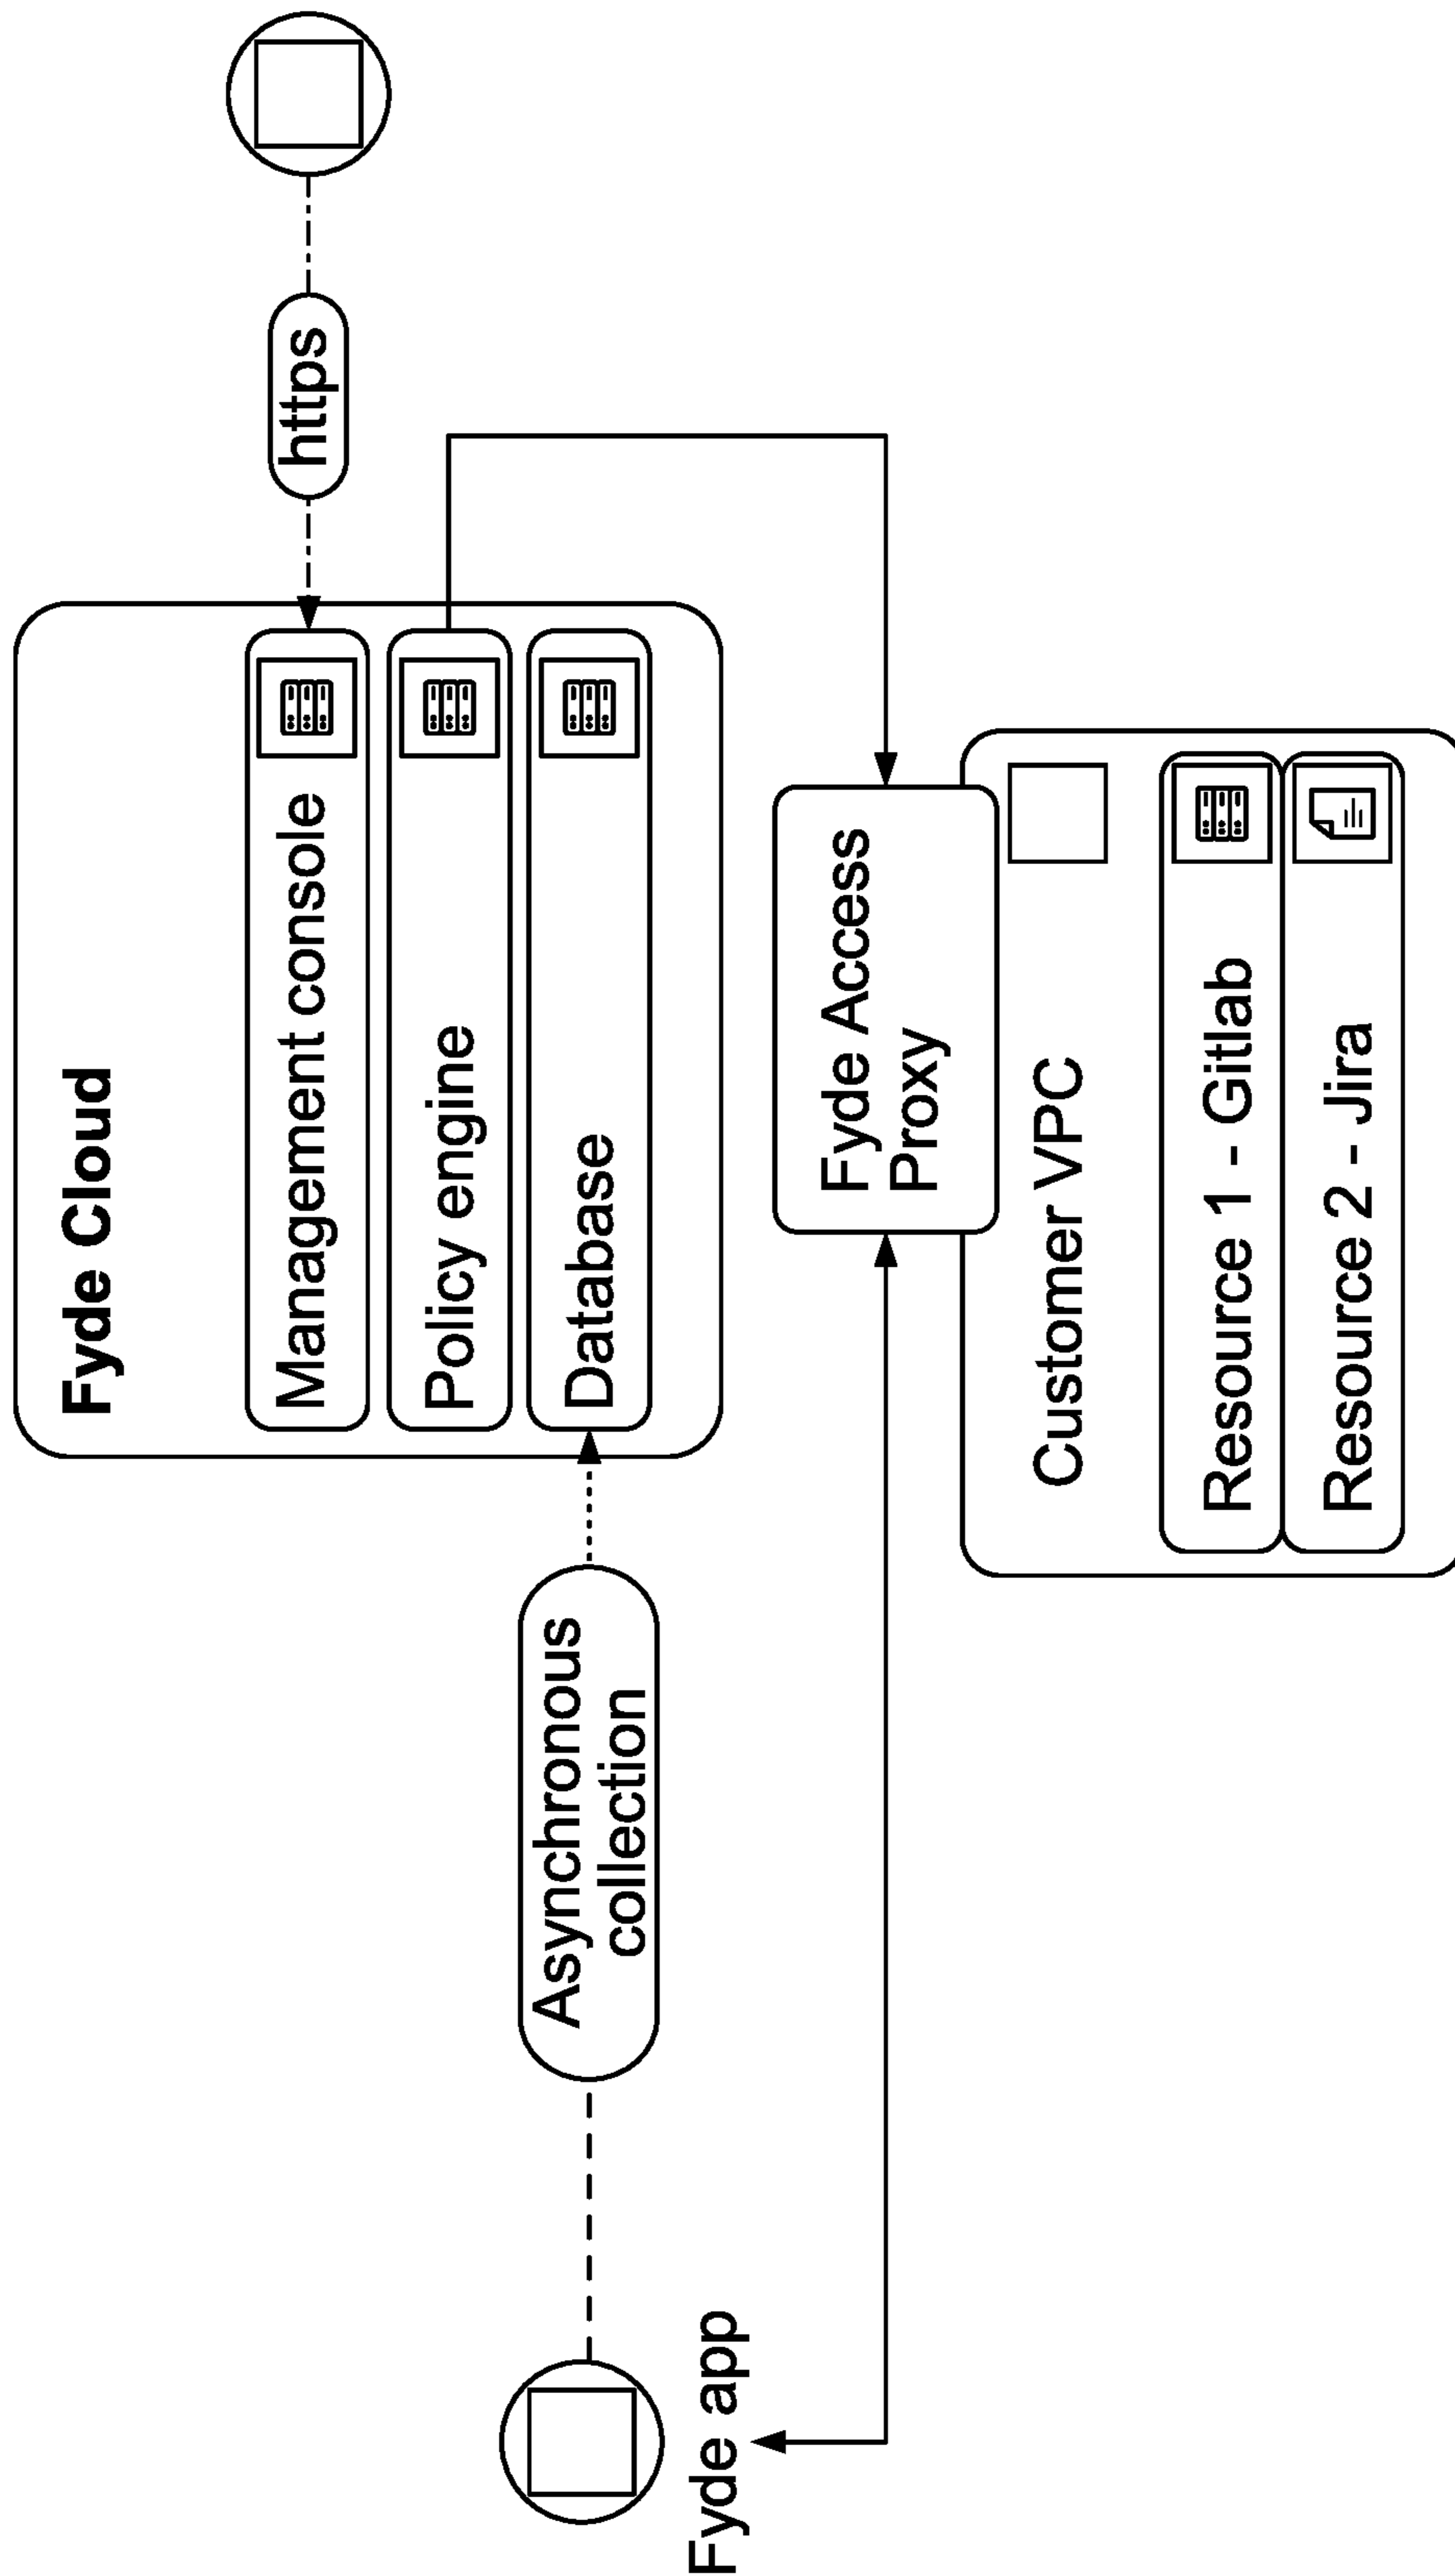 Fyde Cloud
Management console
Policy engine
Database
https
Asynchronous
collection
Fyde app
Fyde Access
Proxy
Customer VPC
Resource 1 - Gitlab
Resource 2 - Jira